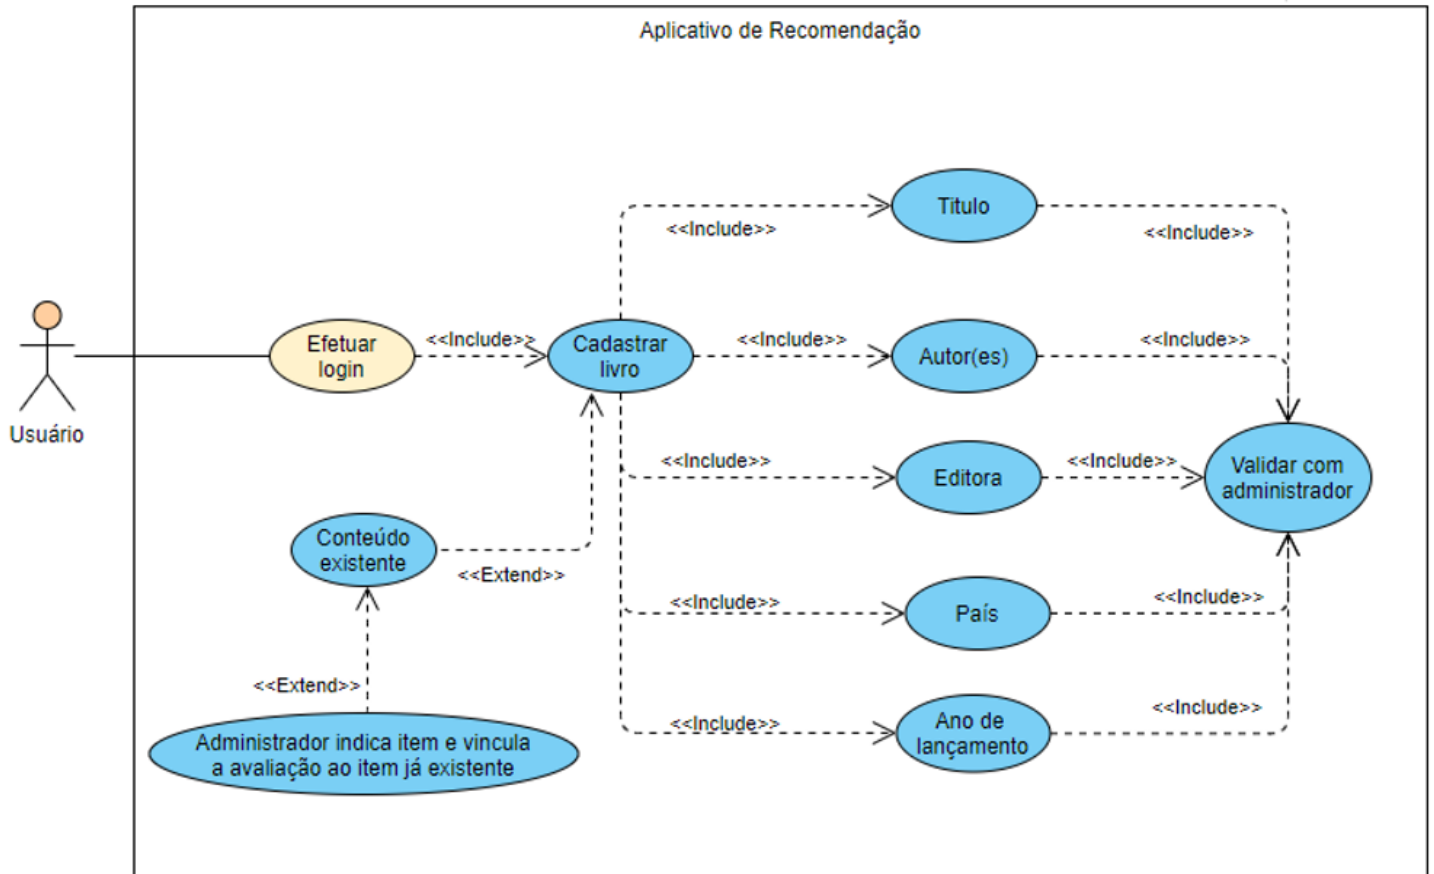 Aplicativo de Recomendação
Titulo
<<Include>>
<<Include>>
Efetuar
login
<<Include>>
Cadastrar
livro
<<Include>>
Autor(es)
<<Include>>
Usuário
<<Include>>
Editora
<<Include>>
Validar com
administrador
Conteúdo
existente
<<Extend>>
<<Include>>
País
<<Include>>
<<Extend>>
<<Include>>
Ano de
lançamento
<<Include>>
Administrador indica item e vincula
a avaliação ao item já existente